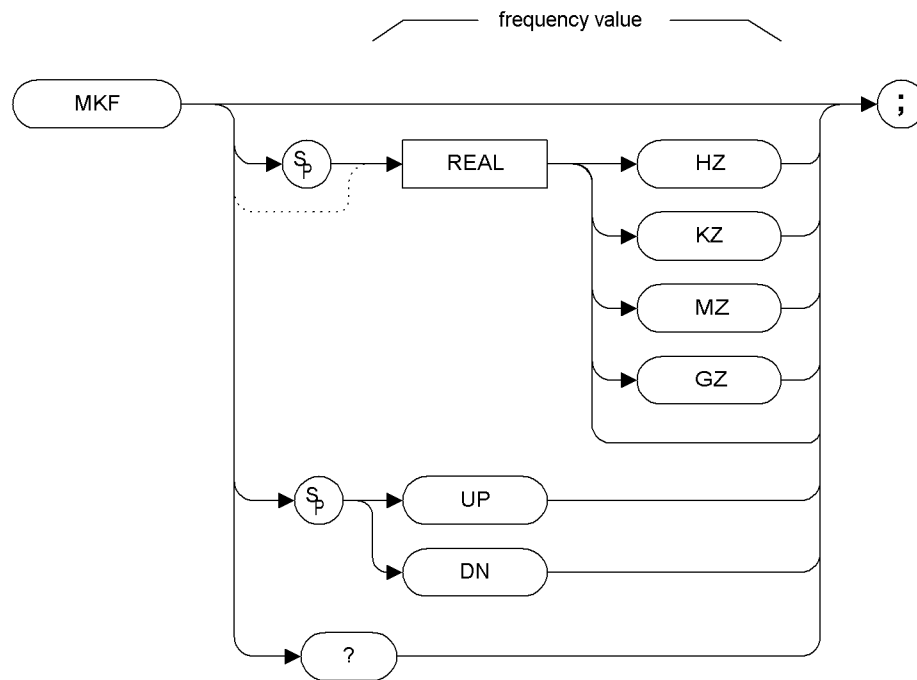 frequency value
MKF
;
SP
REAL
HZ
KZ
MZ
GZ
SP
UP
DN
?